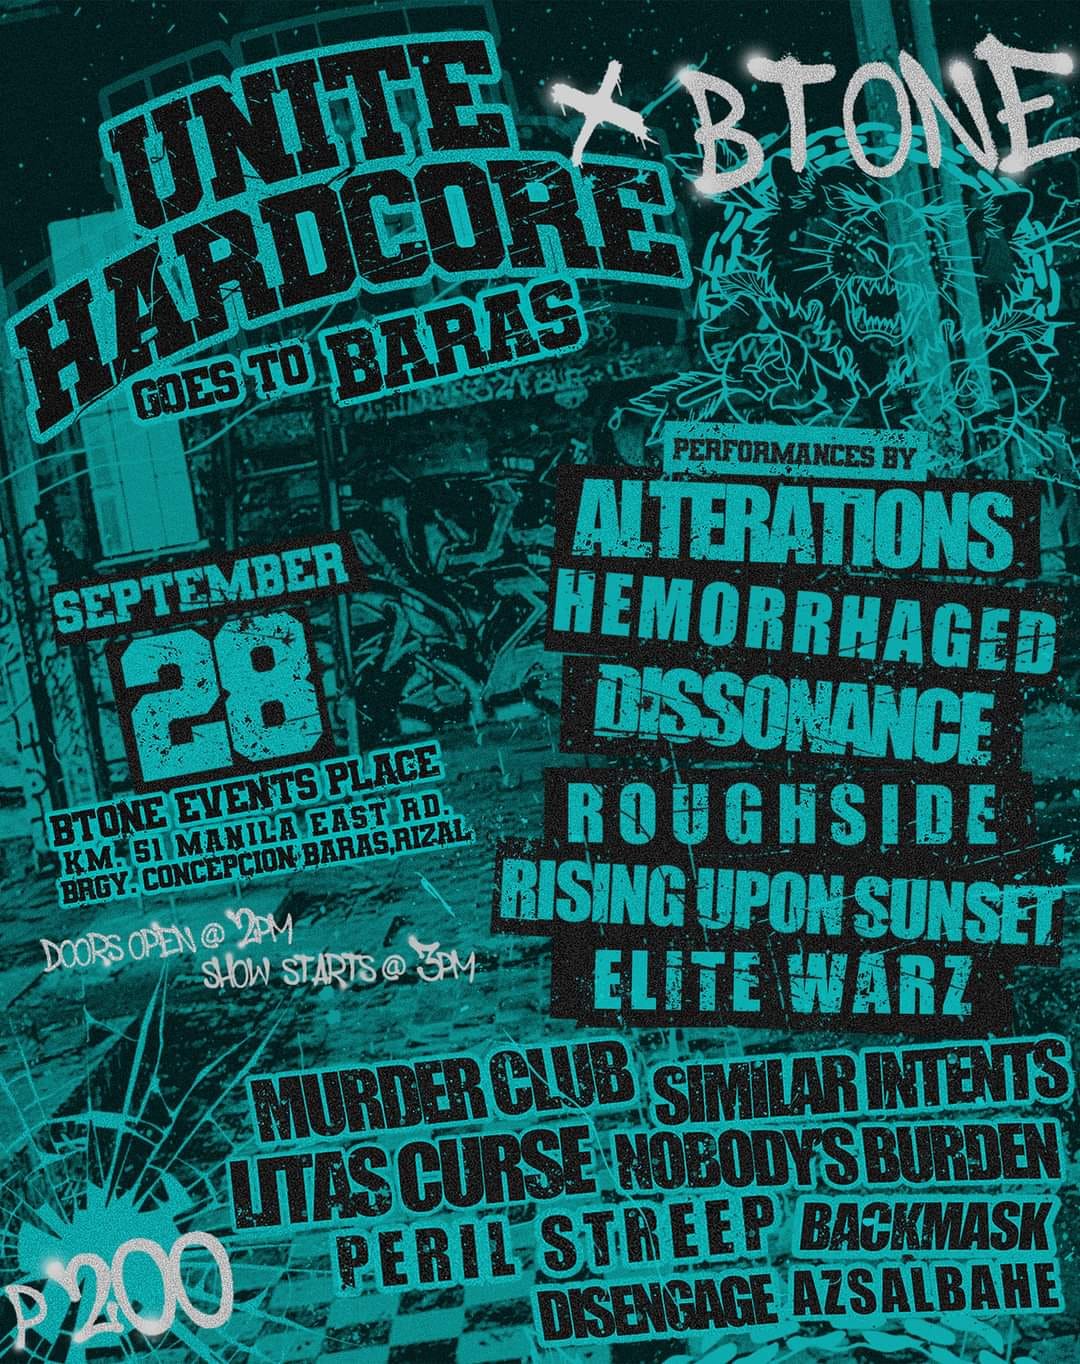 UNITE
HARDCORE
GOES TO BARAS
X BTONE
PERFORMANCES BY
ALTERATIONS
HEMORRHAGED
DISSONANCE
ROUGHSIDE
RISING UPON SUNSET
ELITE WARZ
SEPTEMBER
28
BTONE EVENTS PLACE
KM. 51 MANILA EAST RD.
BRGY. CONCEPCION BARAS,RIZAL
DOORS OPEN @ 2PM
SHOW STARTS @ 3PM
MURDER CLUB SIMILAR INTENTS
LITAS CURSE NOBODY'S BURDEN
PERIL STREEP BACKMASK
DISENGAGE AZSALBAHE
P 200